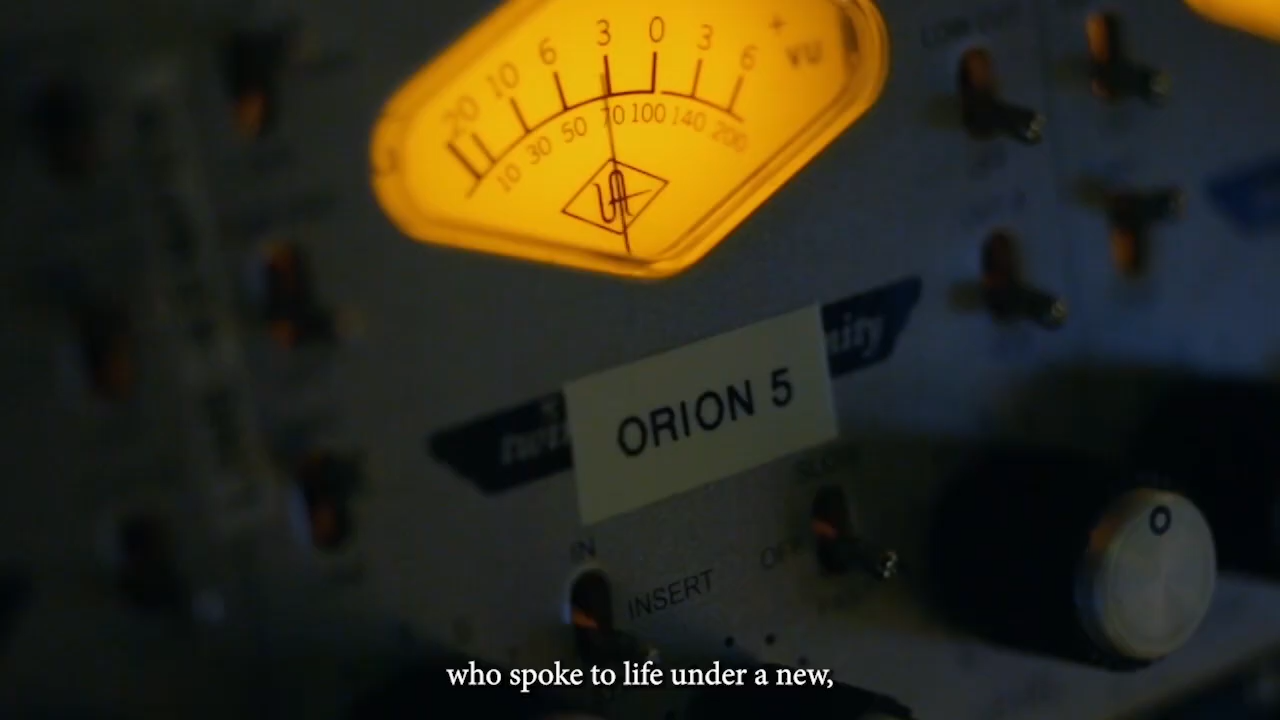 20 10 6 3 0 3 6 +
VU
10 30 50 70 100 140 200
UA
ORION 5
IN
INSERT
O
who spoke to life under a new,